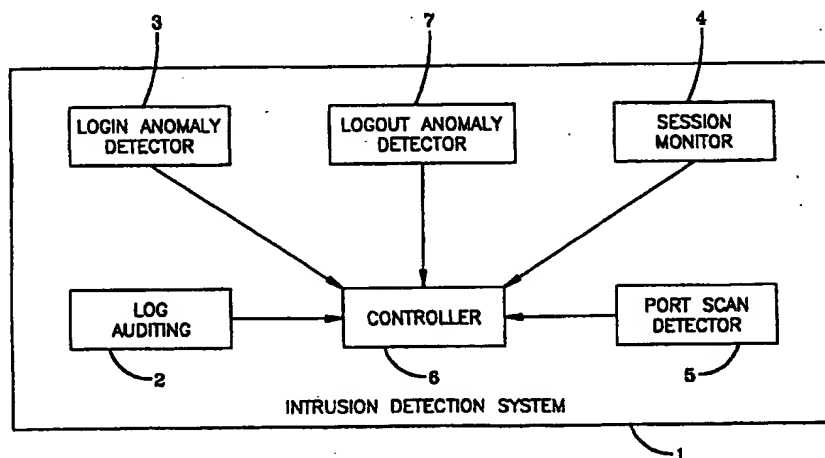 3
7
4
LOGIN ANOMALY
DETECTOR
LOGOUT ANOMALY
DETECTOR
SESSION
MONITOR
LOG
AUDITING
CONTROLLER
PORT SCAN
DETECTOR
2
6
5
INTRUSION DETECTION SYSTEM
1